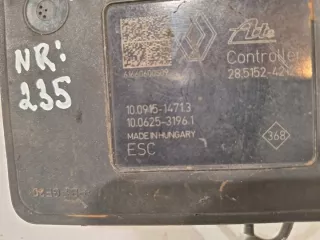 NR:
235
Ate
Controller
28.5152-42
10.0915-1471.3
10.0625-3196.1
MADE IN HUNGARY
ESC
368